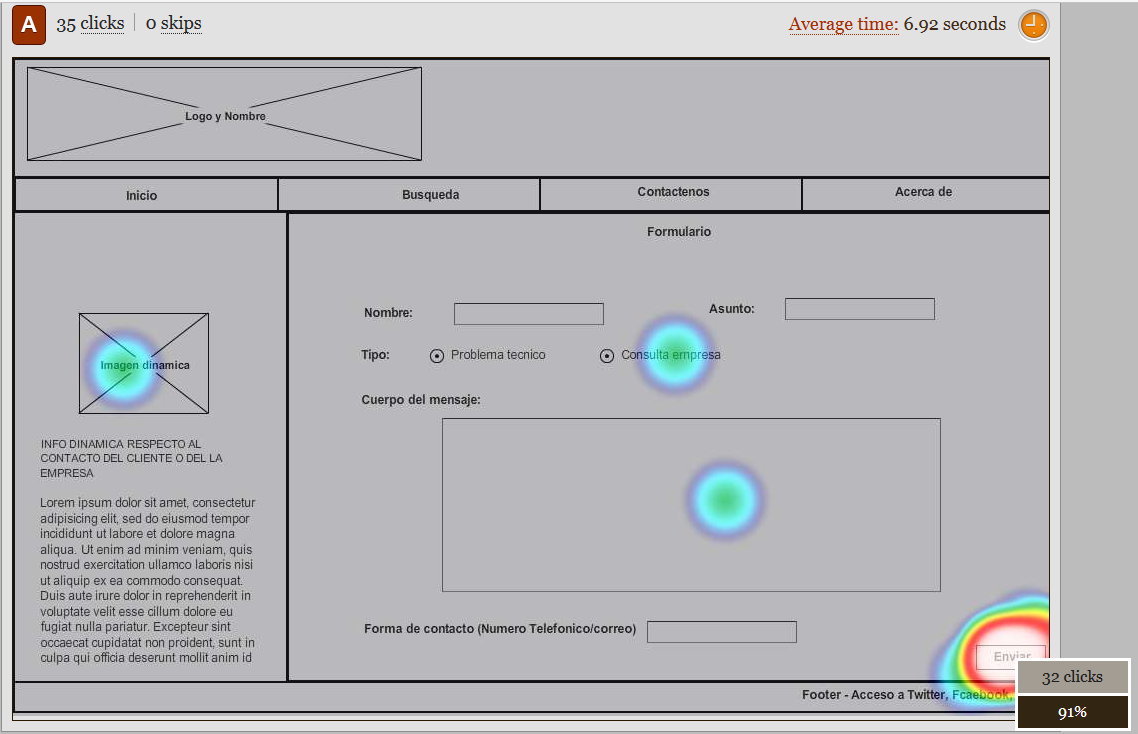 A 35 clicks 0 skips Average time: 6.92 seconds
Logo y Nombre
Inicio Busqueda Contactenos Acerca de
Formulario
Nombre: Asunto:
Tipo: Problema tecnico Consulta empresa
Imagen dinamica
Cuerpo del mensaje:
INFO DINAMICA RESPECTO AL
CONTACTO DEL CLIENTE O DEL LA
EMPRESA
Lorem ipsum dolor sit amet, consectetur
adipisicing elit, sed do eiusmod tempor
incididunt ut labore et dolore magna
aliqua. Ut enim ad minim veniam, quis
nostrud exercitation ullamco laboris nisi
ut aliquip ex ea commodo consequat.
Duis aute irure dolor in reprehenderit in
voluptate velit esse cillum dolore eu
fugiat nulla pariatur. Excepteur sint
occaecat cupidatat non proident, sunt in
culpa qui officia deserunt mollit anim id
Forma de contacto (Numero Telefonico/correo)
Enviar
32 clicks
Footer - Acceso a Twitter, Fcaebook,
91%